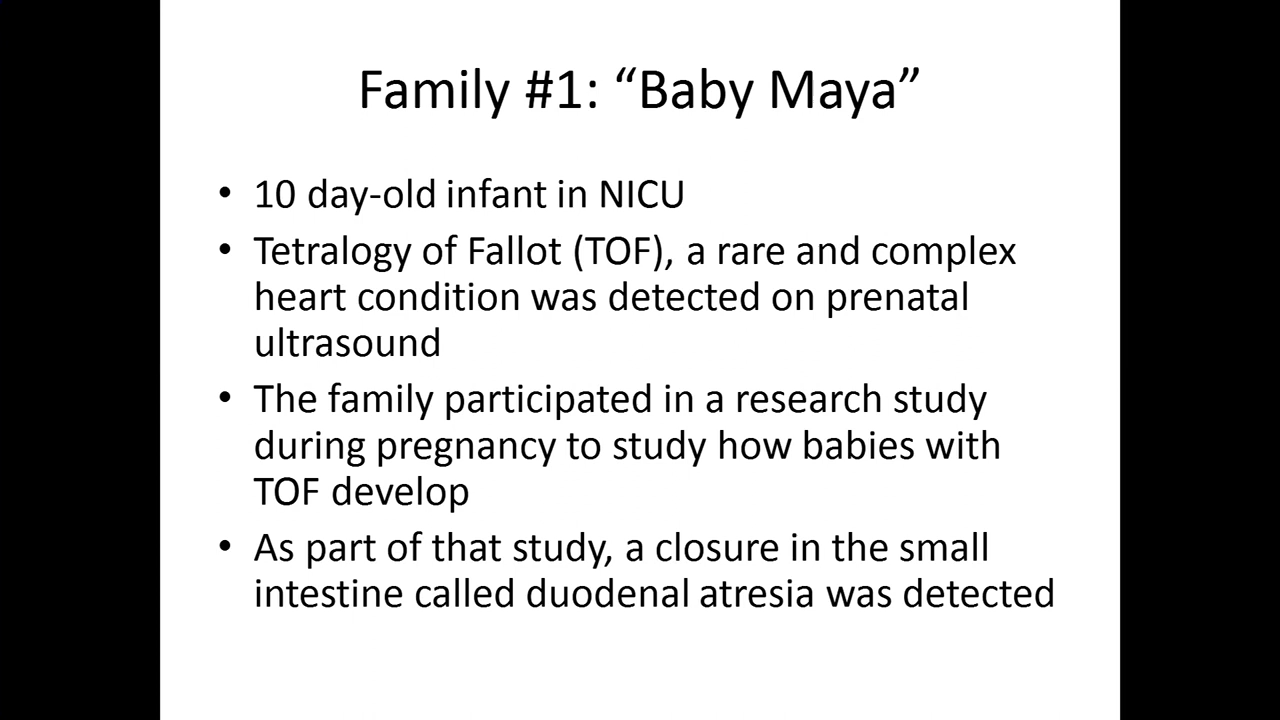 Family #1: “Baby Maya”
• 10 day-old infant in NICU
• Tetralogy of Fallot (TOF), a rare and complex
heart condition was detected on prenatal
ultrasound
• The family participated in a research study
during pregnancy to study how babies with
TOF develop
• As part of that study, a closure in the small
intestine called duodenal atresia was detected